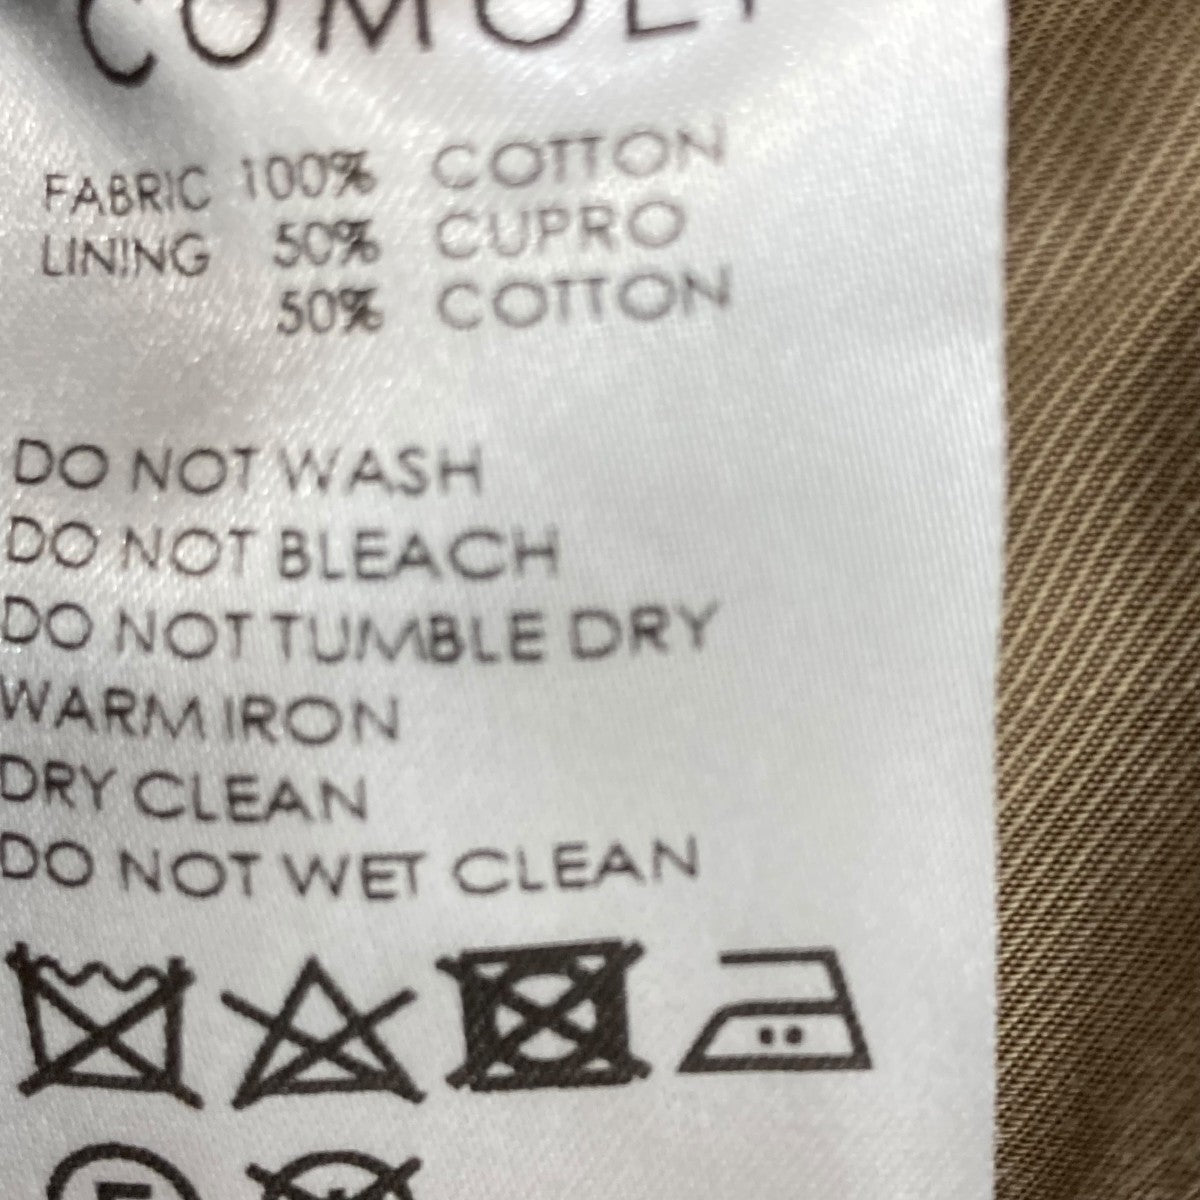 COMOLI
FABRIC 100% COTTON
LINING 50% CUPRO
50% COTTON
DO NOT WASH
DO NOT BLEACH
DO NOT TUMBLE DRY
WARM IRON
DRY CLEAN
DO NOT WET CLEAN